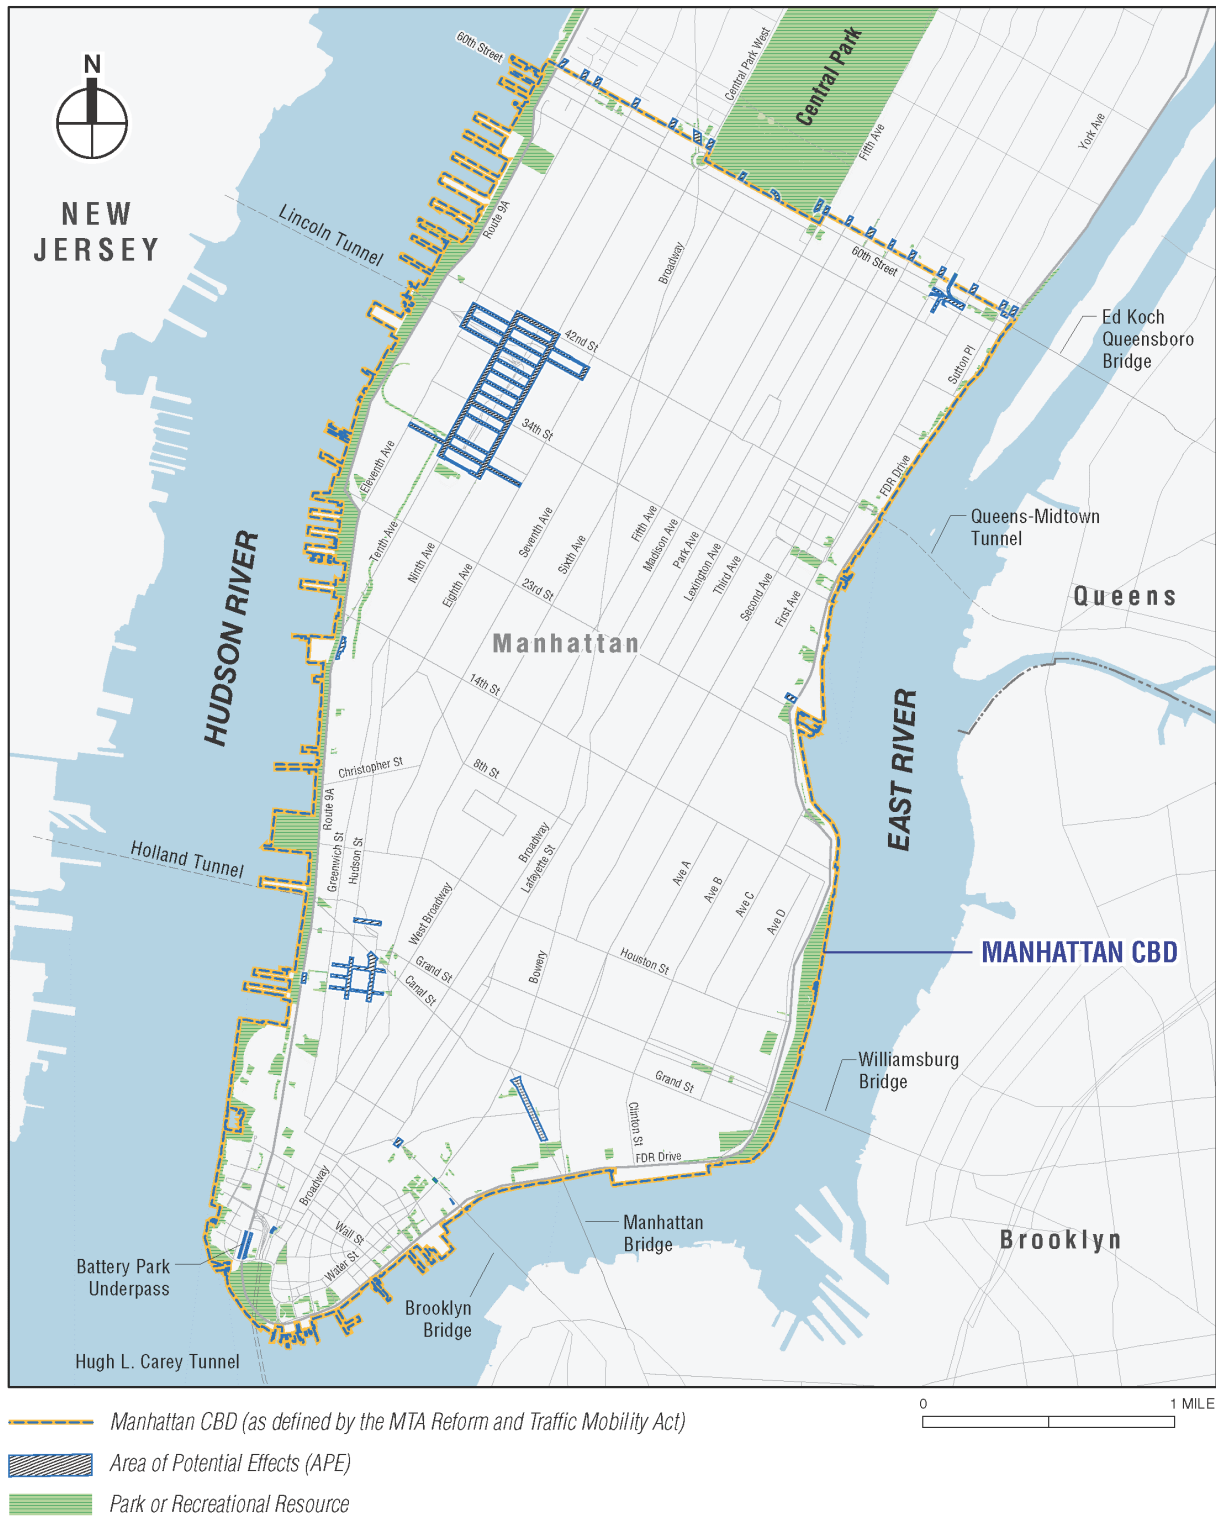 60th Street
N
NEW
JERSEY
Central Park West
Central Park
Fifth Ave
York Ave
Lincoln Tunnel
Route 9A
Broadway
60th Street
Ed Koch
Queensboro
Bridge
42nd St
Sutton Pl
34th St
Eleventh Ave
FDR Drive
Queens-Midtown
Tunnel
Tenth Ave
Ninth Ave
Eighth Ave
Seventh Ave
Sixth Ave
Fifth Ave
Madison Ave
Park Ave
Lexington Ave
Third Ave
Second Ave
First Ave
23rd St
Queens
HUDSON RIVER
Manhattan
14th St
EAST RIVER
Christopher St
8th St
Route 9A
Greenwich St
Hudson St
Holland Tunnel
Broadway
Lafayette St
West Broadway
Ave A
Ave B
Ave C
Ave D
MANHATTAN CBD
Grand St
Canal St
Bowery
Houston St
Williamsburg
Bridge
Grand St
Clinton St
FDR Drive
Broadway
Wall St
Water St
Manhattan
Bridge
Brooklyn
Battery Park
Underpass
Brooklyn
Bridge
Hugh L. Carey Tunnel
0 1 MILE
Manhattan CBD (as defined by the MTA Reform and Traffic Mobility Act)
Area of Potential Effects (APE)
Park or Recreational Resource